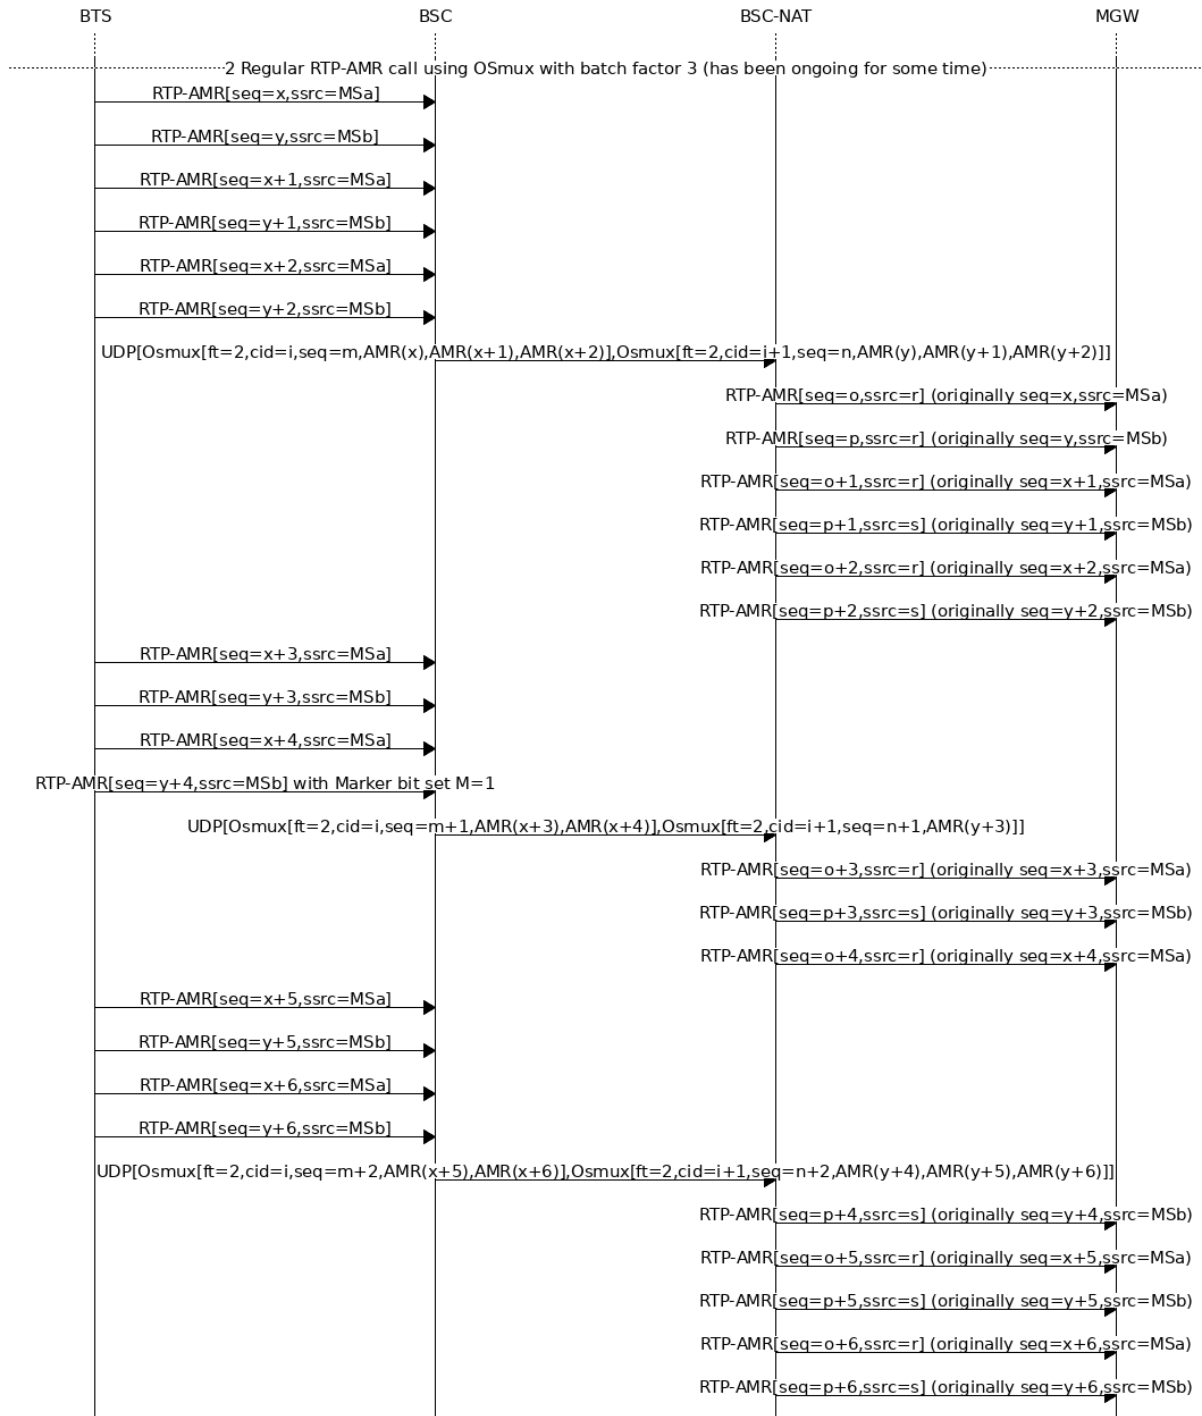 BTS BSC BSC-NAT MGW
2 Regular RTP-AMR call using OSmux with batch factor 3 (has been ongoing for some time)
RTP-AMR[seq=x,ssrc=MSa]
RTP-AMR[seq=y,ssrc=MSb]
RTP-AMR[seq=x+1,ssrc=MSa]
RTP-AMR[seq=y+1,ssrc=MSb]
RTP-AMR[seq=x+2,ssrc=MSa]
RTP-AMR[seq=y+2,ssrc=MSb]
UDP[Osmux[ft=2,cid=i,seq=m,AMR(x),AMR(x+1),AMR(x+2)],Osmux[ft=2,cid=i+1,seq=n,AMR(y),AMR(y+1),AMR(y+2)]]
RTP-AMR[seq=o,ssrc=r] (originally seq=x,ssrc=MSa)
RTP-AMR[seq=p,ssrc=r] (originally seq=y,ssrc=MSb)
RTP-AMR[seq=o+1,ssrc=r] (originally seq=x+1,ssrc=MSa)
RTP-AMR[seq=p+1,ssrc=s] (originally seq=y+1,ssrc=MSb)
RTP-AMR[seq=o+2,ssrc=r] (originally seq=x+2,ssrc=MSa)
RTP-AMR[seq=p+2,ssrc=s] (originally seq=y+2,ssrc=MSb)
RTP-AMR[seq=x+3,ssrc=MSa]
RTP-AMR[seq=y+3,ssrc=MSb]
RTP-AMR[seq=x+4,ssrc=MSa]
RTP-AMR[seq=y+4,ssrc=MSb] with Marker bit set M=1
UDP[Osmux[ft=2,cid=i,seq=m+1,AMR(x+3),AMR(x+4)],Osmux[ft=2,cid=i+1,seq=n+1,AMR(y+3)]]
RTP-AMR[seq=o+3,ssrc=r] (originally seq=x+3,ssrc=MSa)
RTP-AMR[seq=p+3,ssrc=s] (originally seq=y+3,ssrc=MSb)
RTP-AMR[seq=o+4,ssrc=r] (originally seq=x+4,ssrc=MSa)
RTP-AMR[seq=x+5,ssrc=MSa]
RTP-AMR[seq=y+5,ssrc=MSb]
RTP-AMR[seq=x+6,ssrc=MSa]
RTP-AMR[seq=y+6,ssrc=MSb]
UDP[Osmux[ft=2,cid=i,seq=m+2,AMR(x+5),AMR(x+6)],Osmux[ft=2,cid=i+1,seq=n+2,AMR(y+4),AMR(y+5),AMR(y+6)]]
RTP-AMR[seq=p+4,ssrc=s] (originally seq=y+4,ssrc=MSb)
RTP-AMR[seq=o+5,ssrc=r] (originally seq=x+5,ssrc=MSa)
RTP-AMR[seq=p+5,ssrc=s] (originally seq=y+5,ssrc=MSb)
RTP-AMR[seq=o+6,ssrc=r] (originally seq=x+6,ssrc=MSa)
RTP-AMR[seq=p+6,ssrc=s] (originally seq=y+6,ssrc=MSb)